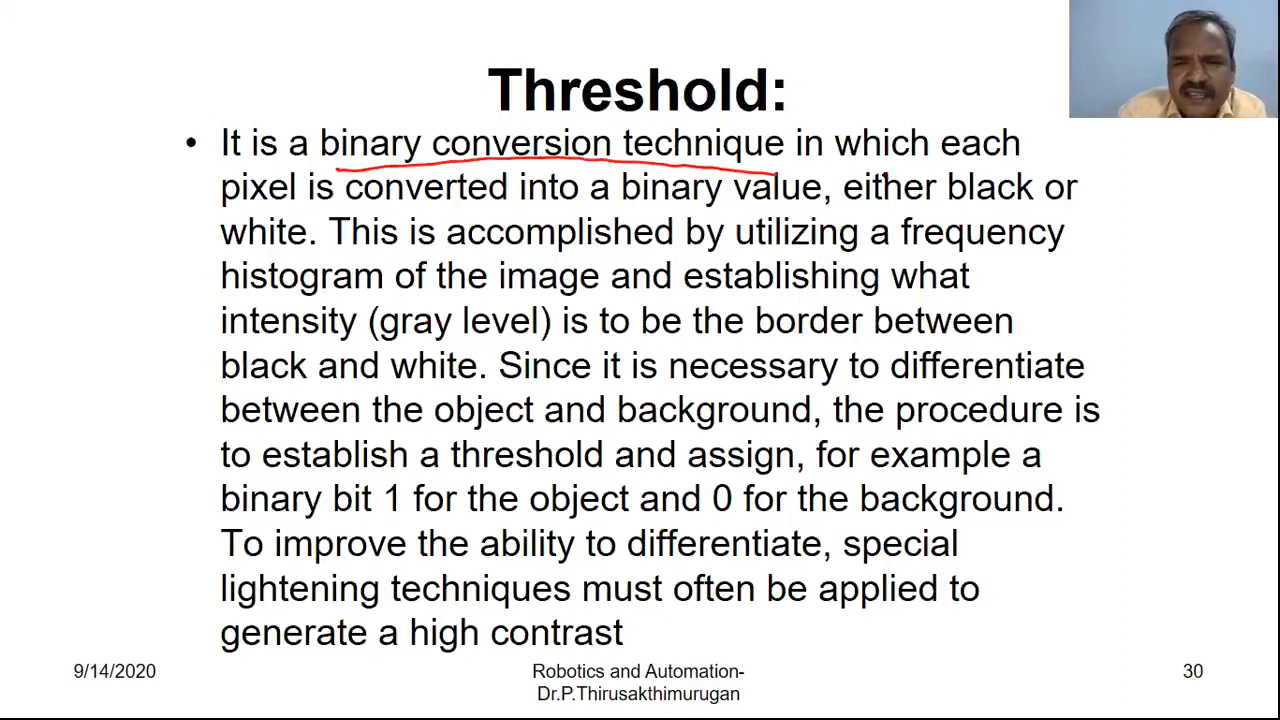 Threshold:
• It is a binary conversion technique in which each
pixel is converted into a binary value, either black or
white. This is accomplished by utilizing a frequency
histogram of the image and establishing what
intensity (gray level) is to be the border between
black and white. Since it is necessary to differentiate
between the object and background, the procedure is
to establish a threshold and assign, for example a
binary bit 1 for the object and 0 for the background.
To improve the ability to differentiate, special
lightening techniques must often be applied to
generate a high contrast
9/14/2020
Robotics and Automation-
Dr.P.Thirusakthimurugan
30